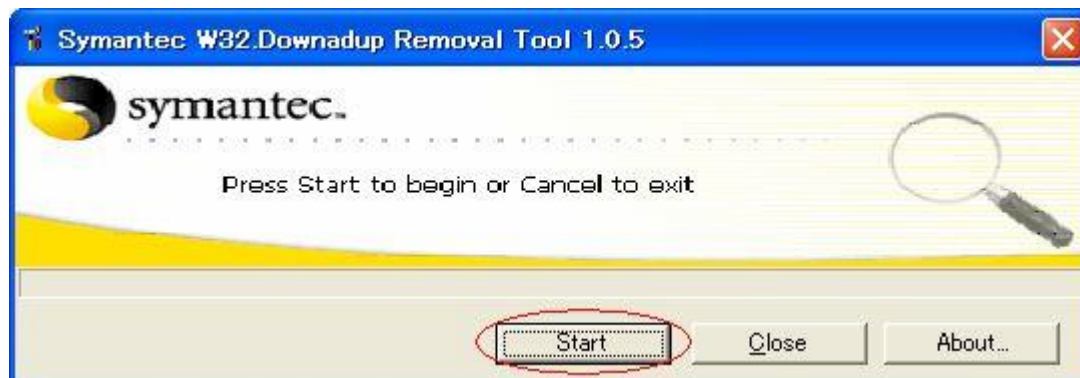 Symantec W32.Downadup Removal Tool 1.0.5
symantec™
Press Start to begin or Cancel to exit
Start Close About...